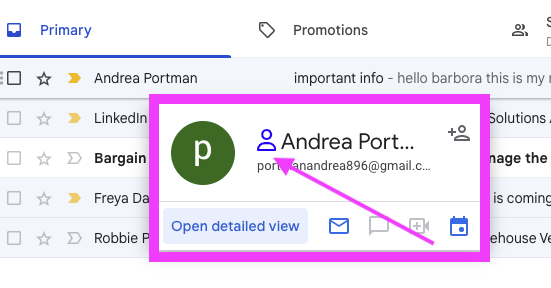 Primary
Promotions
Andrea Portman important info - hello barbora this is my
LinkedIn Solutions
Bargain nage the
Freya Da is coming
Robbie P ehouse Ve
p
Andrea Port...
anandrea896@gmail.c...
Open detailed view